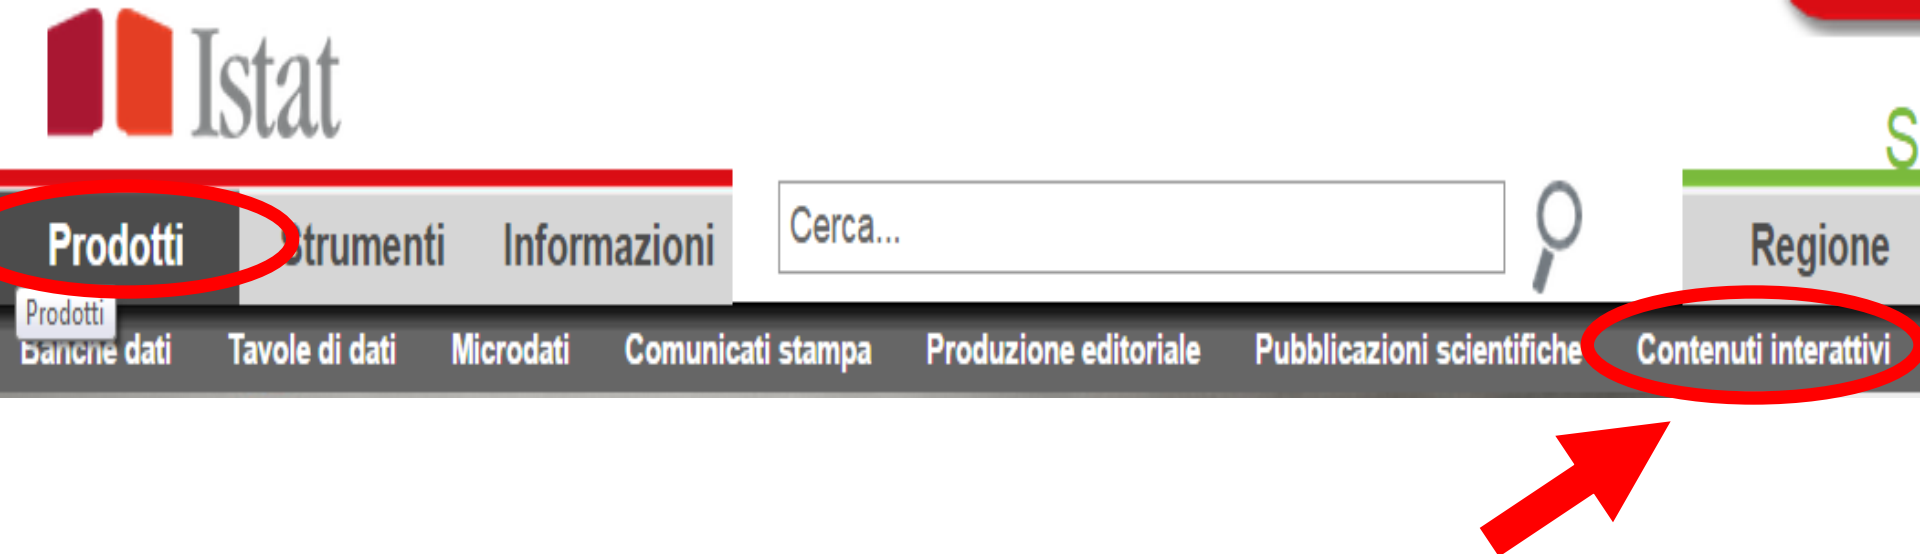 Istat
S
Prodotti Strumenti Informazioni Cerca... Regione
Prodotti
Banche dati Tavole di dati Microdati Comunicati stampa Produzione editoriale Pubblicazioni scientifiche Contenuti interattivi